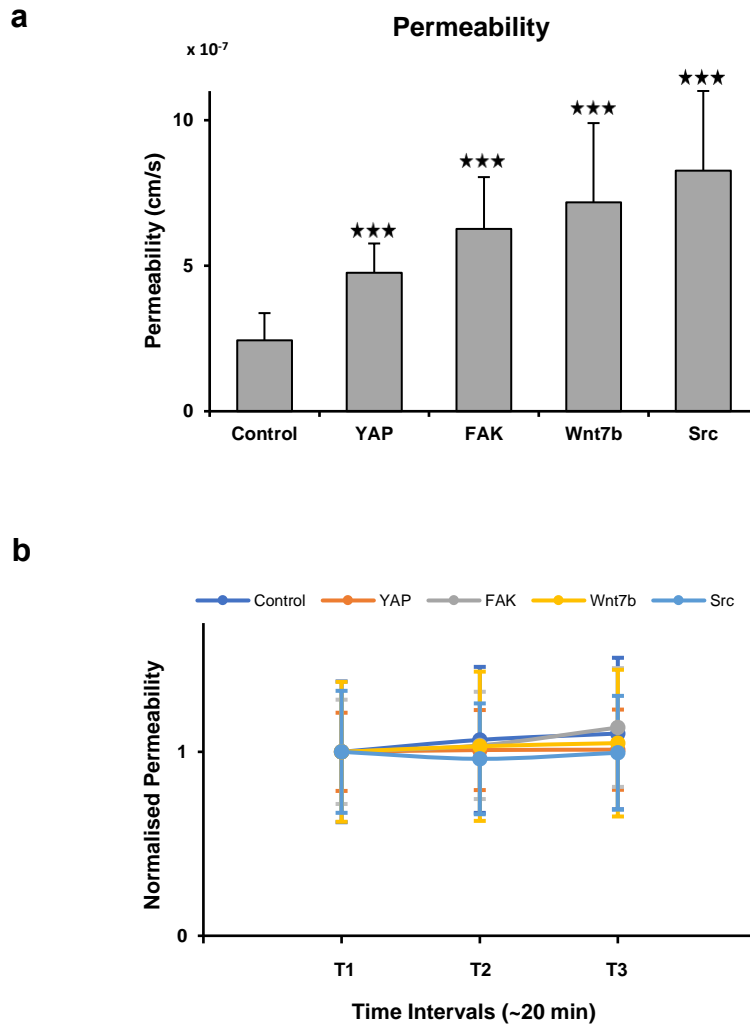 a
Permeability
x 10-7
Permeability (cm/s)
10
★★★
★★★
★★★
★★★
5
0
Control YAP FAK Wnt7b Src
b
Control YAP FAK Wnt7b Src
Normalised Permeability
1
0
T1 T2 T3
Time Intervals (~20 min)